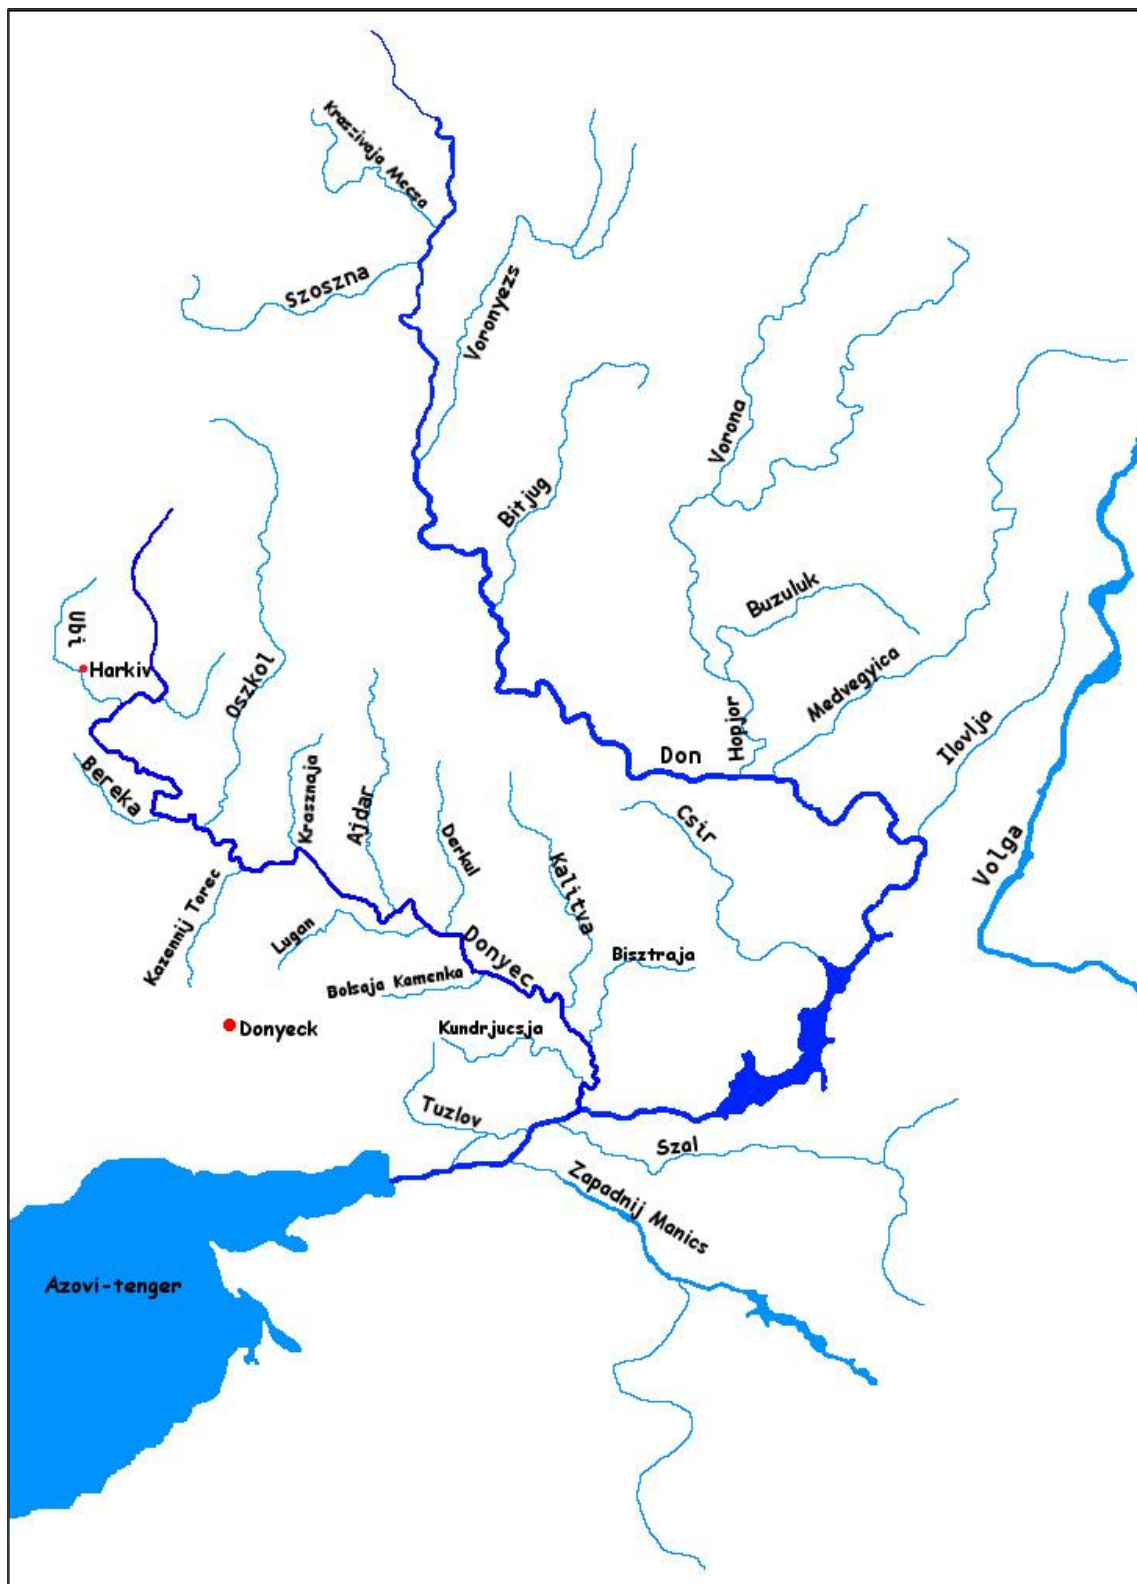 Kraszivaja Mecsa
Szoszna
Voronyezs
Vorona
Bitjug
Buzuluk
Ubi
Harkiv
Oszkol
Medvegyica
Hopjor
Ilovlja
Don
Bereka
Krasznaja
Ajdar
Csir
Volga
Derkul
Kalitva
Kazennij Torec
Lugan
Donyec
Bisztraja
Bolsaja Kamenka
Donyeck
Kundrjucsja
Tuzlov
Szal
Zapadnij Manics
Azovi-tenger